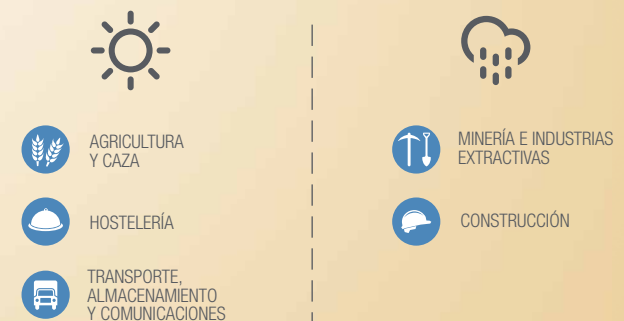 AGRICULTURA
Y CAZA
HOSTELERÍA
TRANSPORTE,
ALMACENAMIENTO
Y COMUNICACIONES
MINERÍA E INDUSTRIAS
EXTRACTIVAS
CONSTRUCCIÓN